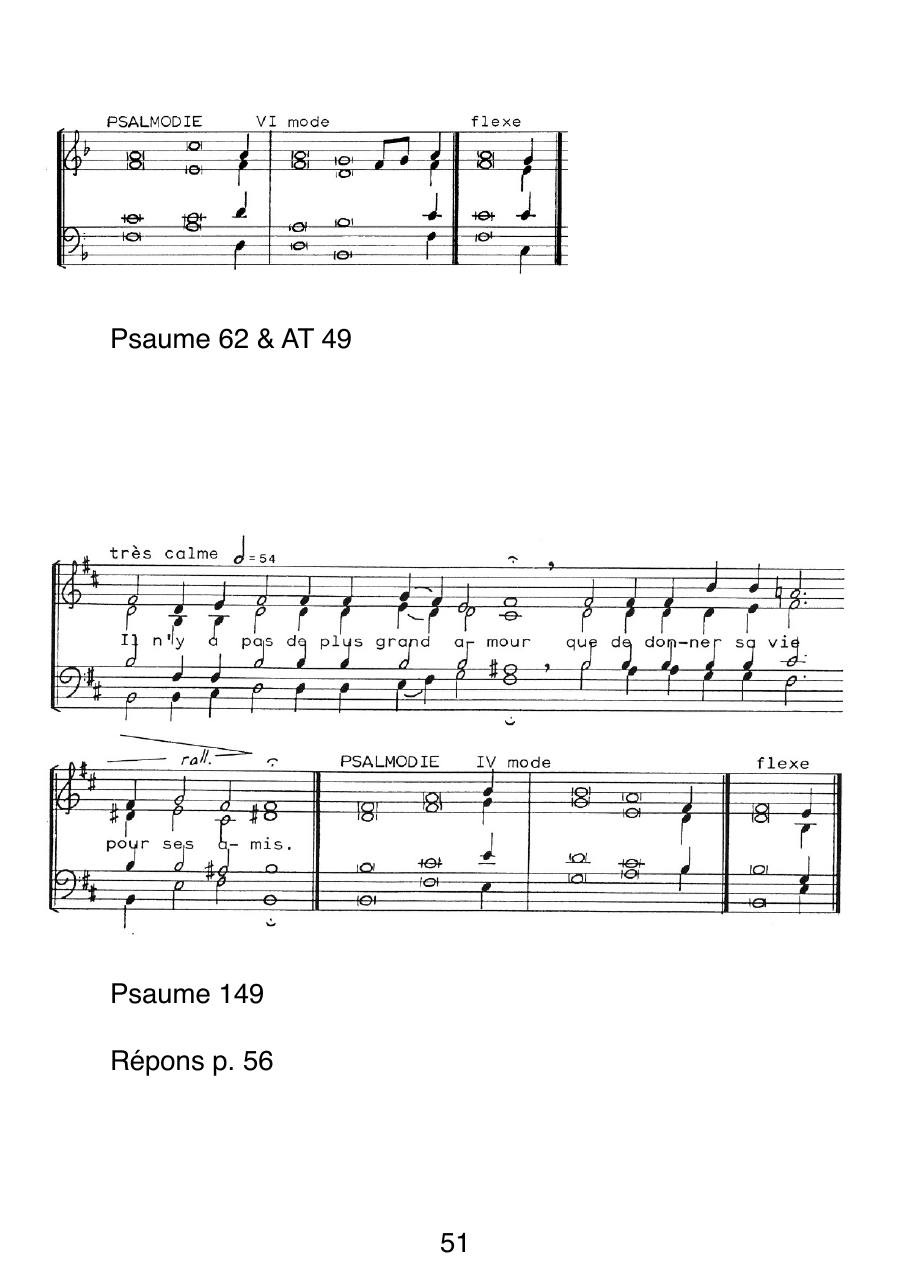 PSALMODIE VI mode flexe
Psaume 62 & AT 49
très calme = 54
Il n'y a pas de plus grand a- mour que de don-ner sa vie
rall.
PSALMODIE IV mode flexe
pour ses a- mis.
Psaume 149
Répons p. 56
51